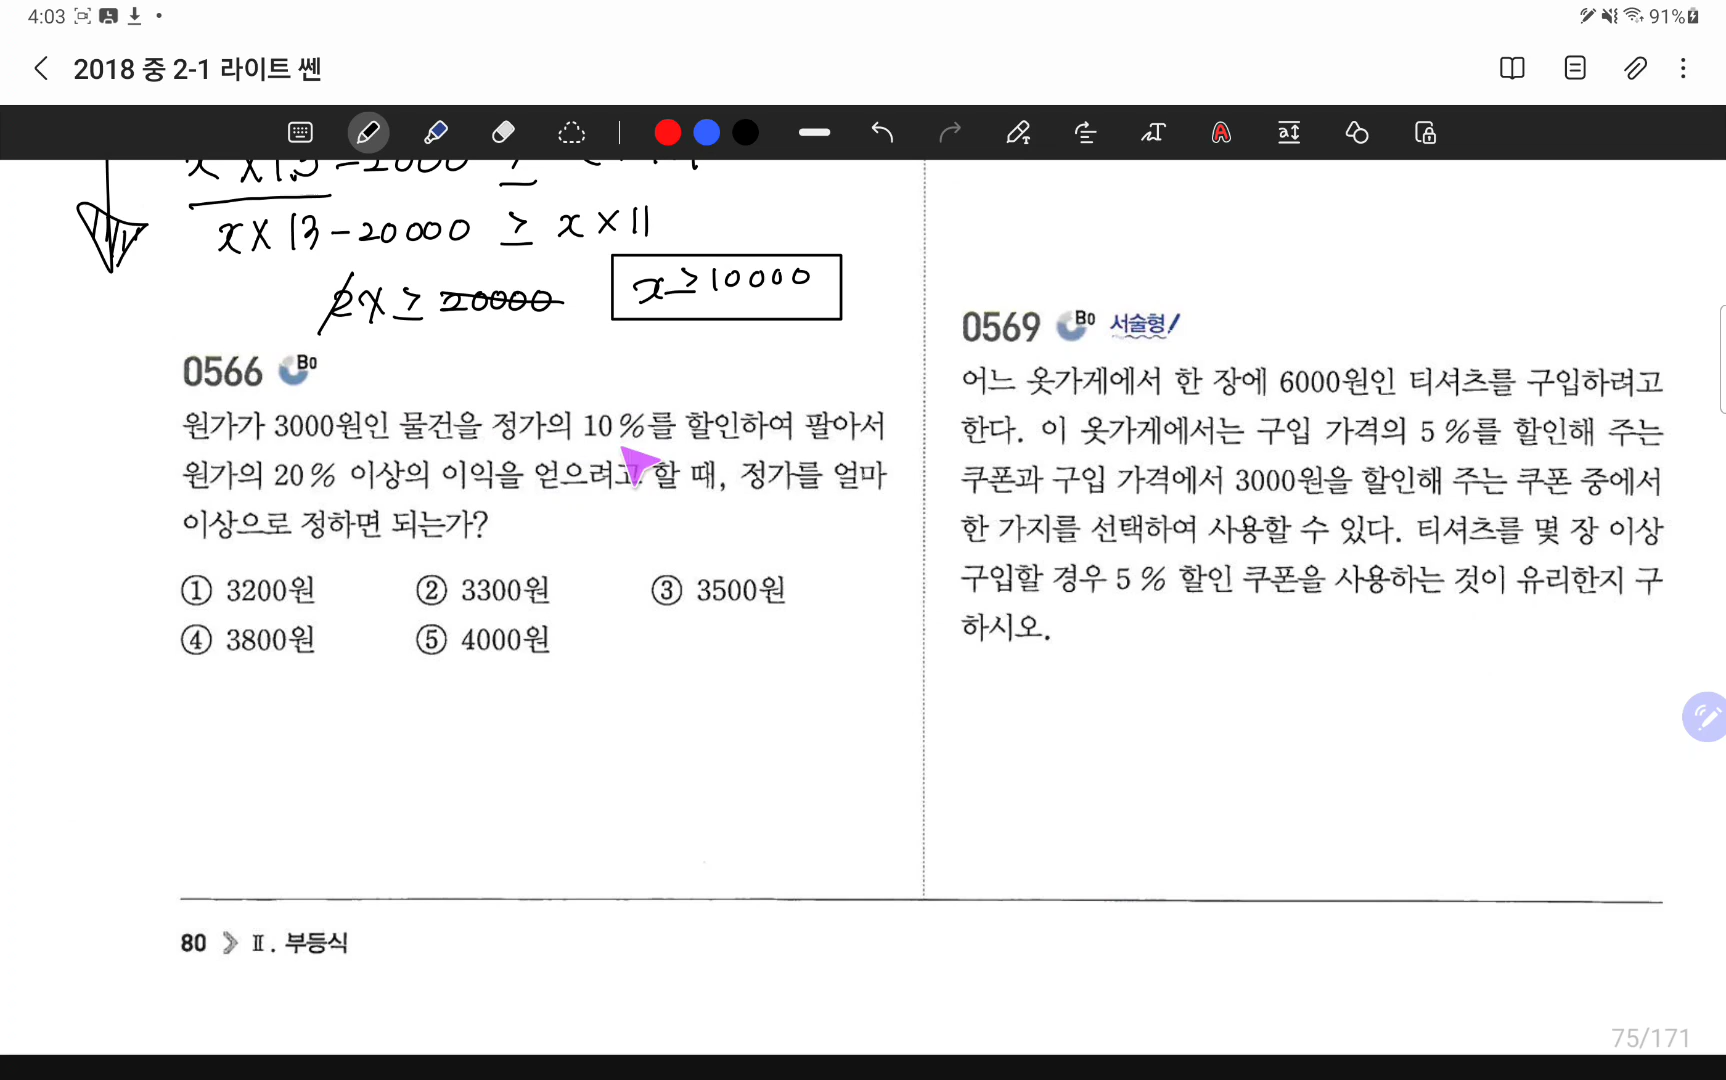 4:03
91%
2018 중 2-1 라이트 쎈
x×13-20000 ≥ x×11
2x ≥ 20000
x≥10000
0566 B0
원가가 3000원인 물건을 정가의 10%를 할인하여 팔아서
원가의 20% 이상의 이익을 얻으려고 할 때, 정가를 얼마
이상으로 정하면 되는가?
① 3200원 ② 3300원 ③ 3500원
④ 3800원 ⑤ 4000원
80 Ⅱ. 부등식
0569 B0 서술형!
어느 옷가게에서 한 장에 6000원인 티셔츠를 구입하려고
한다. 이 옷가게에서는 구입 가격의 5%를 할인해 주는
쿠폰과 구입 가격에서 3000원을 할인해 주는 쿠폰 중에서
한 가지를 선택하여 사용할 수 있다. 티셔츠를 몇 장 이상
구입할 경우 5% 할인 쿠폰을 사용하는 것이 유리한지 구
하시오.
75/171